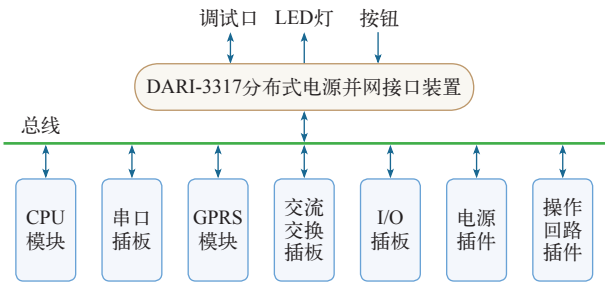 调试口 LED灯 按钮
DARI-3317分布式电源并网接口装置
总线
CPU
模块
串口
插板
GPRS
模块
交流
交换
插板
I/O
插板
电源
插件
操作
回路
插件